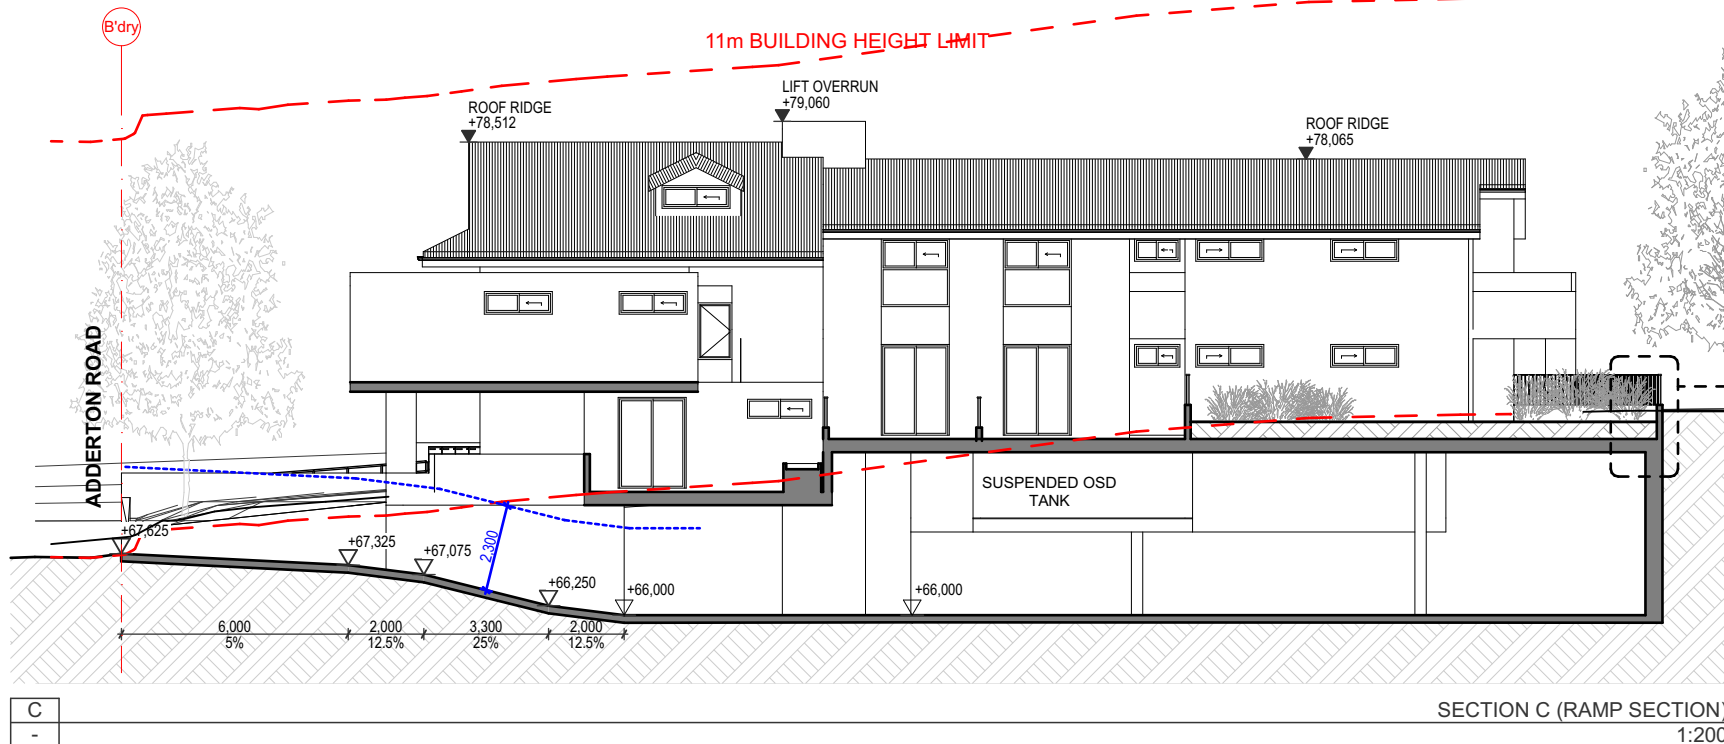 B'dry
11m BUILDING HEIGHT LIMIT
LIFT OVERRUN
+79,060
ROOF RIDGE
+78,512
ROOF RIDGE
+78,065
ADDERTON ROAD
SUSPENDED OSD
TANK
+67,625
+67,325
+67,075
2,300
+66,250
+66,000
+66,000
6,000
5%
2,000
12.5%
3,300
25%
2,000
12.5%
C
SECTION C (RAMP SECTION)
-
1:200